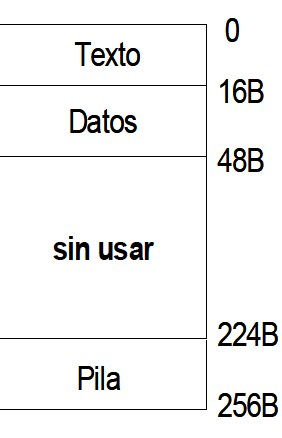 0
Texto
16B
Datos
48B
sin usar
224B
Pila
256B